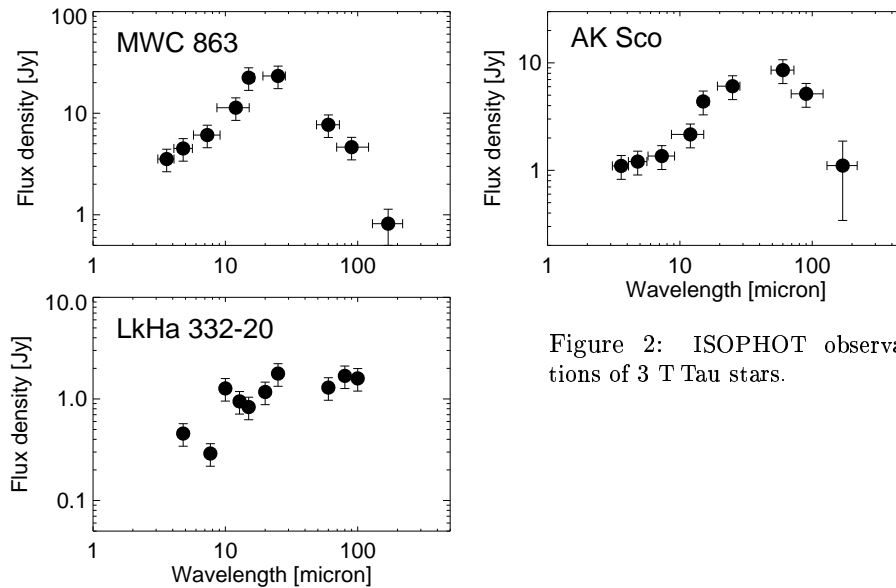 MWC 863
Flux density [Jy]
100
10
1
1 10 100
AK Sco
Flux density [Jy]
10
1
1 10 100
Wavelength [micron]
LkHa 332-20
Flux density [Jy]
10.0
1.0
0.1
1 10 100
Wavelength [micron]
Figure 2: ISOPHOT observa
tions of 3 T Tau stars.